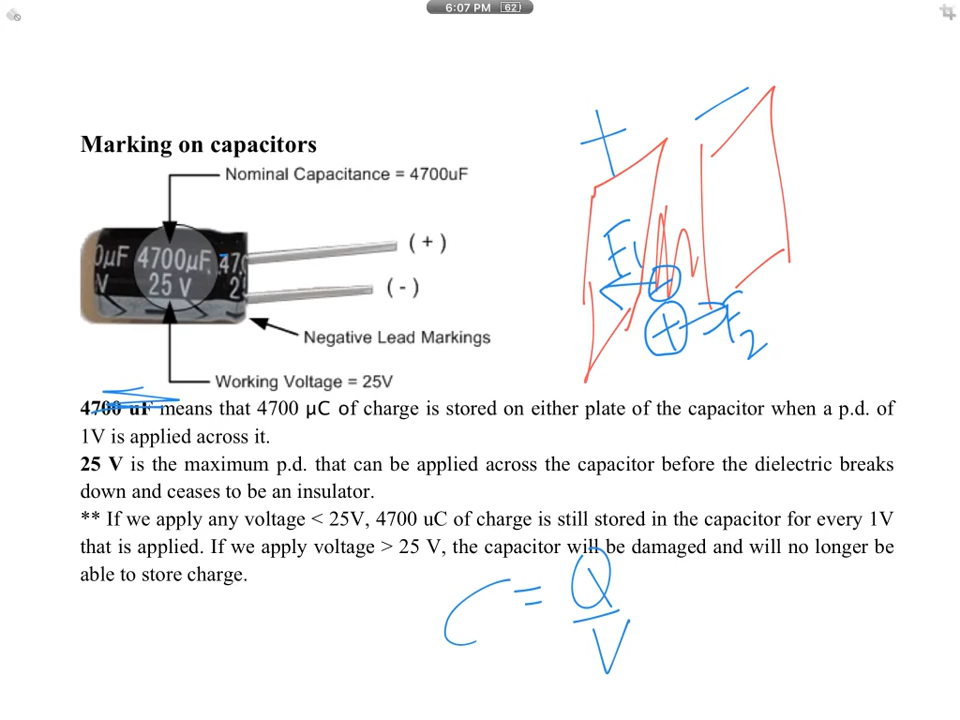 6:07 PM 62
Marking on capacitors
Nominal Capacitance = 4700uF
0µF 4700µF 47
V 25 V 2
(+)
(-)
Negative Lead Markings
Working Voltage = 25V
+
−
F₁
+
F₂
4700 uF means that 4700 µC of charge is stored on either plate of the capacitor when a p.d. of
1V is applied across it.
25 V is the maximum p.d. that can be applied across the capacitor before the dielectric breaks
down and ceases to be an insulator.
** If we apply any voltage < 25V, 4700 uC of charge is still stored in the capacitor for every 1V
that is applied. If we apply voltage > 25 V, the capacitor will be damaged and will no longer be
able to store charge.
C = Q/V